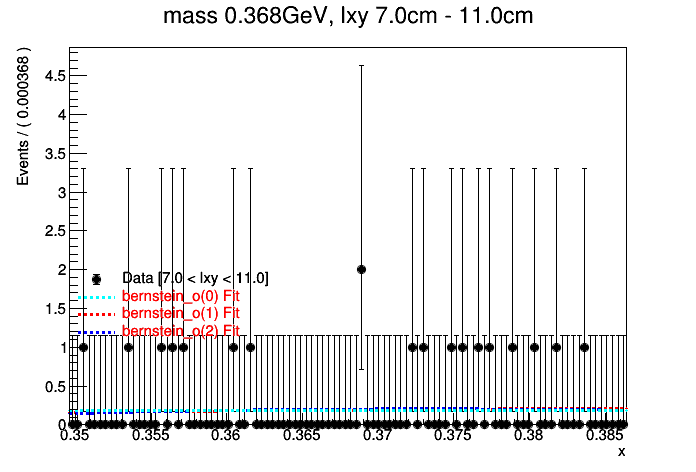 mass 0.368GeV, lxy 7.0cm - 11.0cm
Events / ( 0.000368 )
4.5
4
3.5
3
2.5
2
Data [7.0 < lxy < 11.0]
bernstein_o(0) Fit
1.5
bernstein_o(1) Fit
bernstein_o(2) Fit
1
0.5
0
0.35 0.355 0.36 0.365 0.37 0.375 0.38 0.385
x